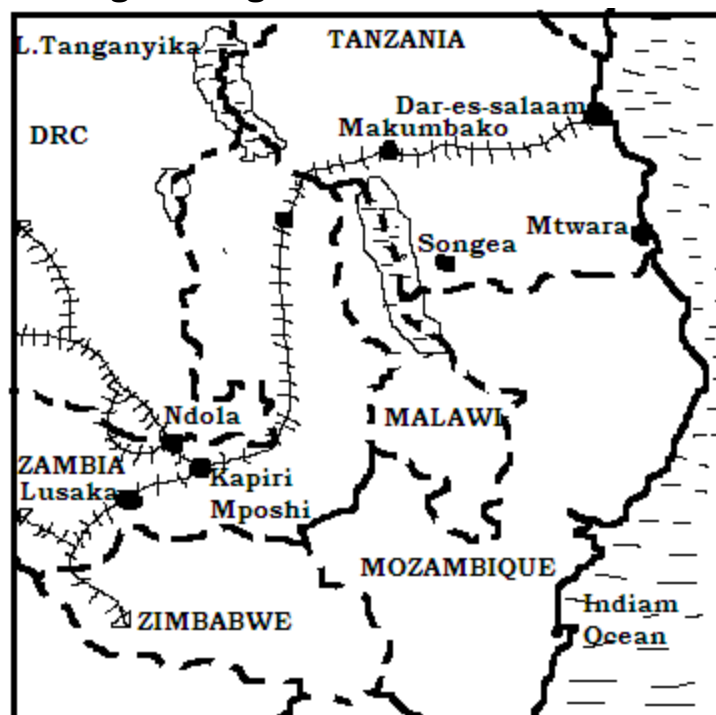 TANZANIA
L.Tanganyika
Dar-es-salaam
Makumbako
DRC
Mtwara
Songea
Ndola
MALAWI
ZAMBIA
Kapiri
Mposhi
Lusaka
MOZAMBIQUE
Indiam
Ocean
ZIMBABWE